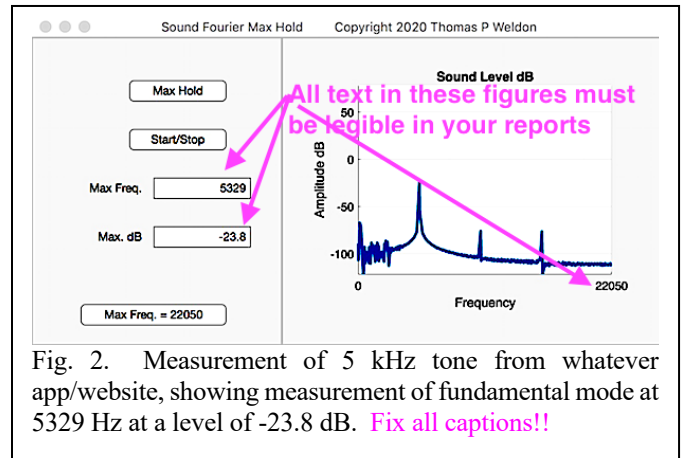 Sound Fourier Max Hold Copyright 2020 Thomas P Weldon
Max Hold
Start/Stop
Max Freq. 5329
Max. dB -23.8
Max Freq. = 22050
Sound Level dB
All text in these figures must
be legible in your reports
Amplitude dB
50
0
-50
-100
0 22050
Frequency
Fig. 2. Measurement of 5 kHz tone from whatever
app/website, showing measurement of fundamental mode at
5329 Hz at a level of -23.8 dB. Fix all captions!!